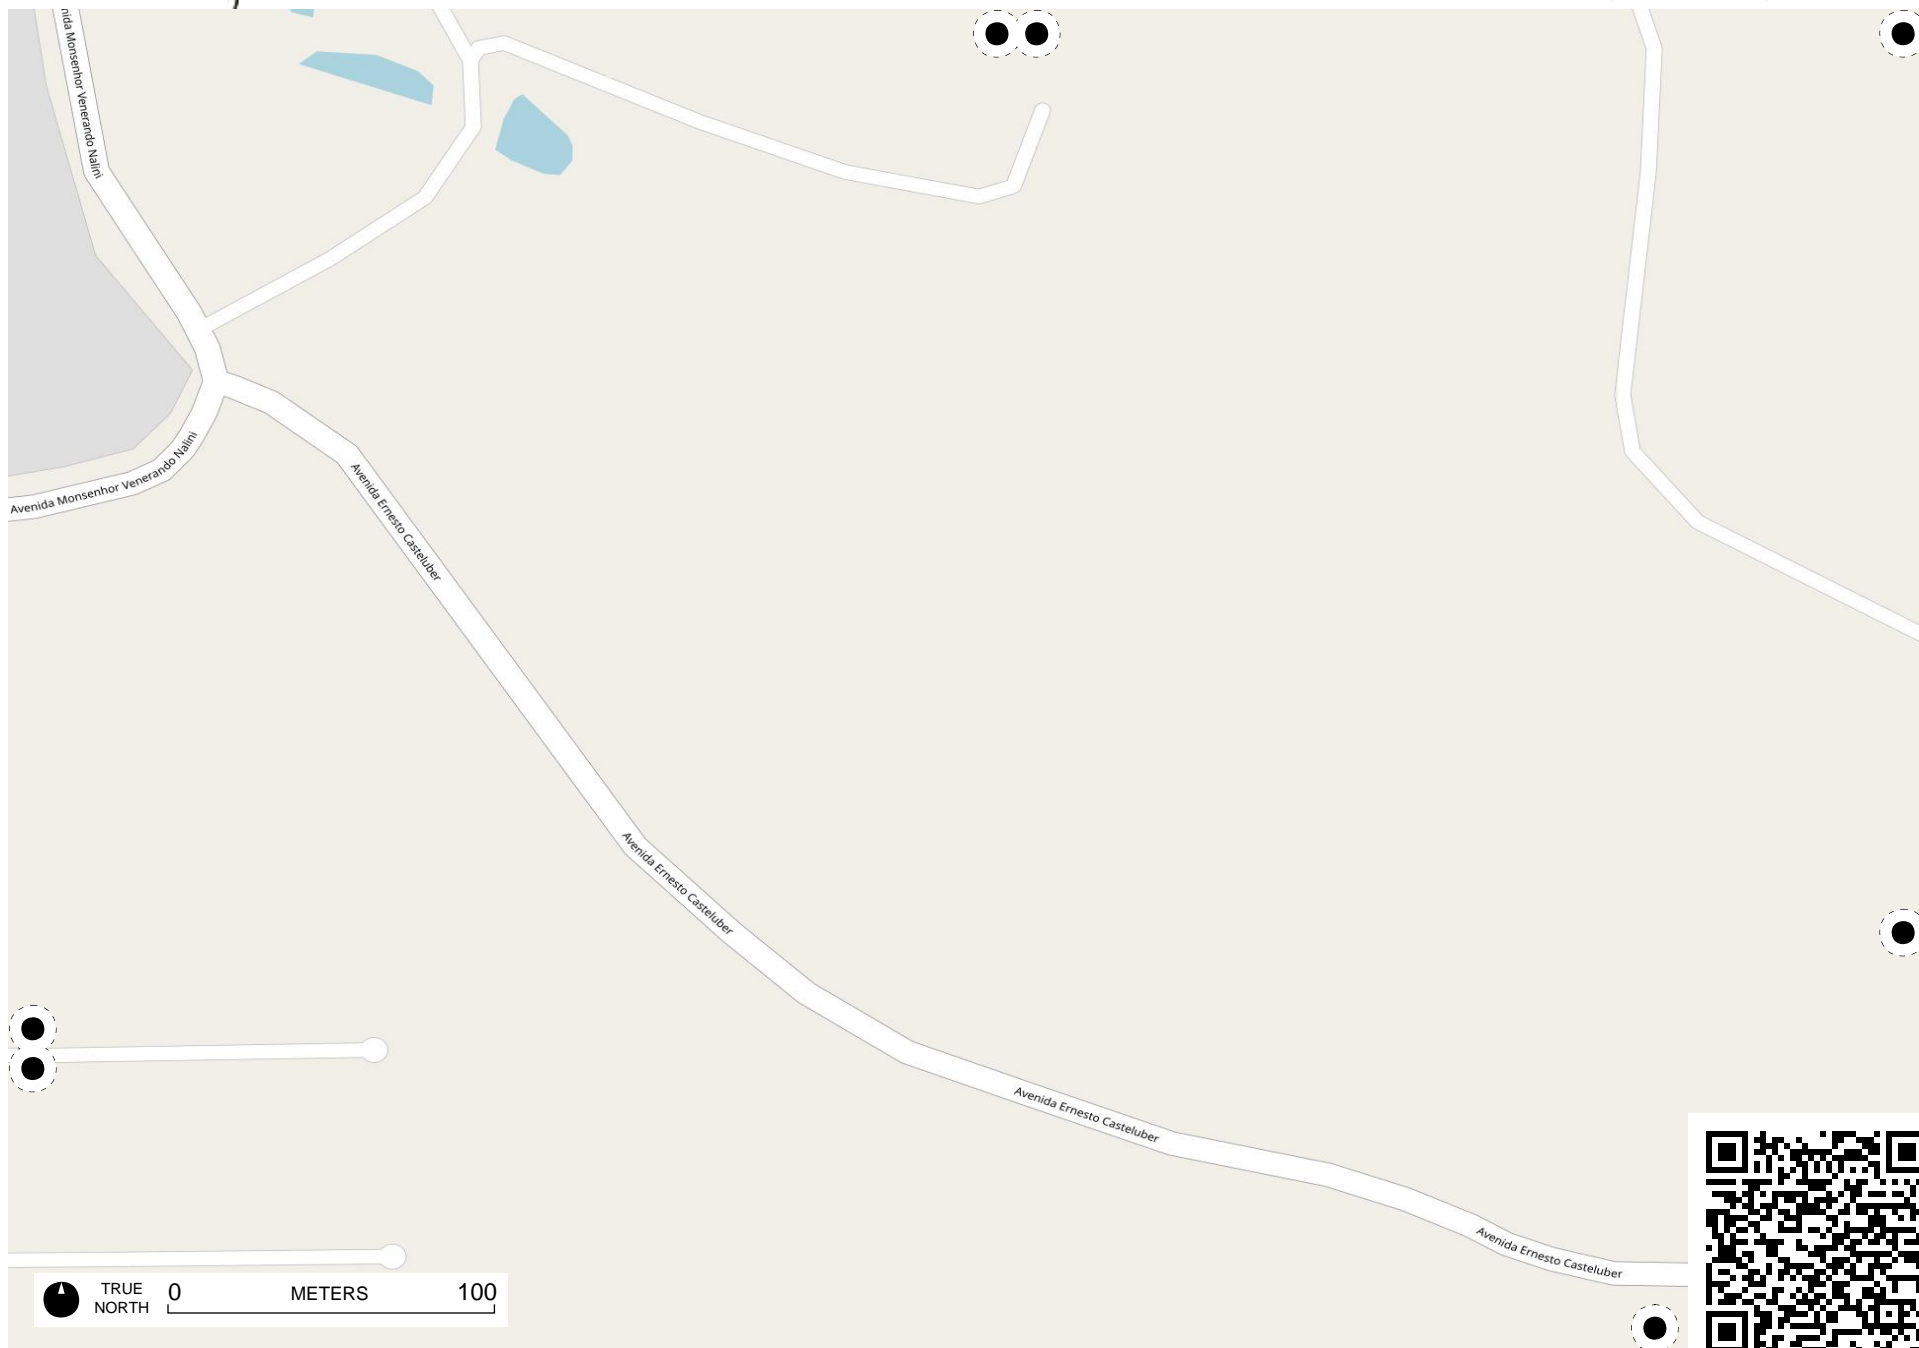 nida Monsenhor Venerando Nalini
Avenida Monsenhor Venerando Nalini
Avenida Ernesto Casteluber
Avenida Ernesto Casteluber
Avenida Ernesto Casteluber
Avenida Ernesto Casteluber
TRUE
NORTH
0 METERS 100